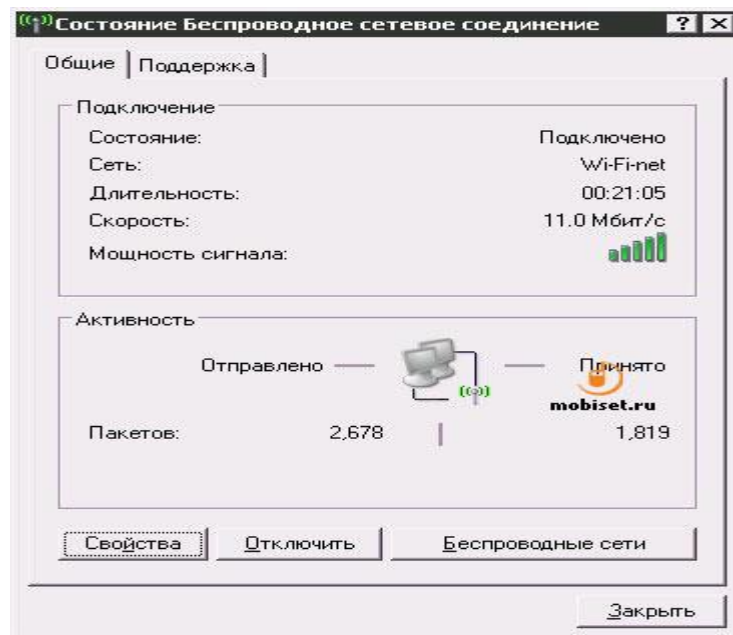 Состояние Беспроводное сетевое соединение
Общие Поддержка
Подключение
Состояние: Подключено
Сеть: Wi-Fi-net
Длительность: 00:21:05
Скорость: 11.0 Мбит/с
Мощность сигнала:
Активность
Отправлено Принято
mobiset.ru
Пакетов: 2,678 1,819
Свойства Отключить Беспроводные сети
Закрыть